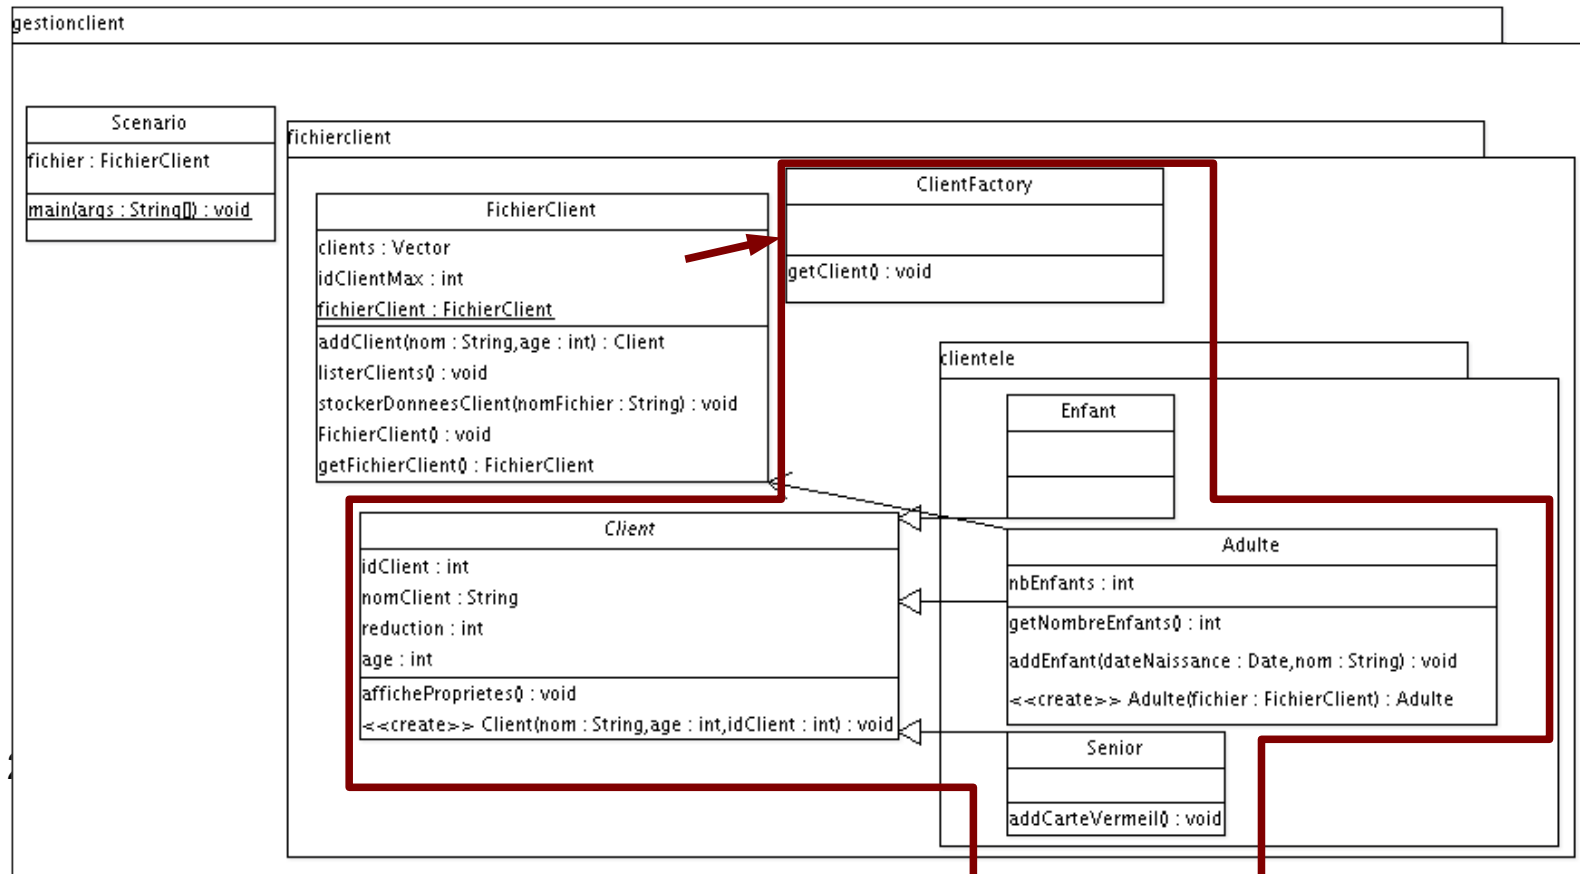 gestionclient
Scenario
fichier : FichierClient
main(args : String[]) : void
fichierclient
FichierClient
clients : Vector
idClientMax : int
fichierClient : FichierClient
addClient(nom : String,age : int) : Client
listerClients() : void
stockerDonneesClient(nomFichier : String) : void
FichierClient() : void
getFichierClient() : FichierClient
ClientFactory
getClient() : void
clientele
Enfant
Client
idClient : int
nomClient : String
reduction : int
age : int
afficheProprietes() : void
<<create>> Client(nom : String,age : int,idClient : int) : void
Adulte
nbEnfants : int
getNombreEnfants() : int
addEnfant(dateNaissance : Date,nom : String) : void
<<create>> Adulte(fichier : FichierClient) : Adulte
Senior
addCarteVermeil() : void